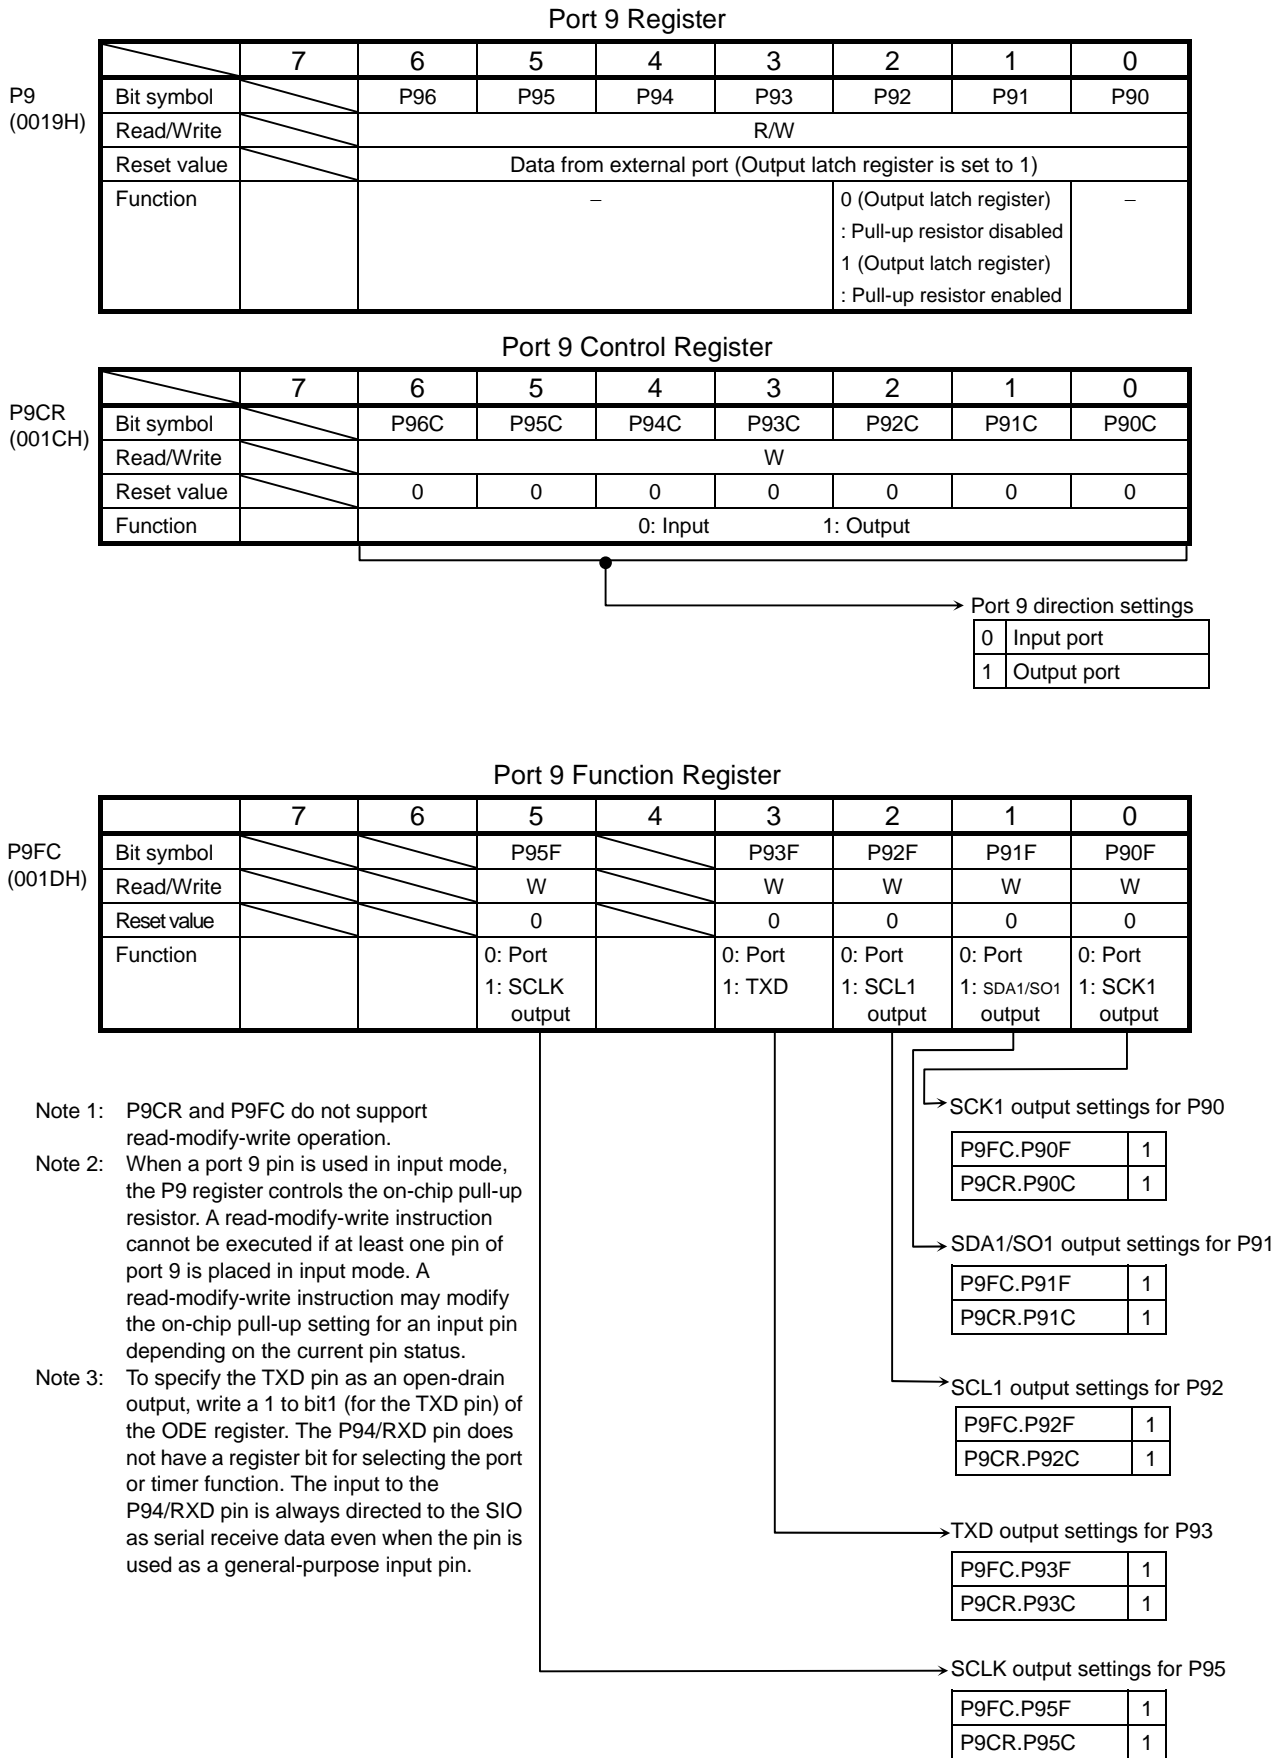 Port 9 Register
7 6 5 4 3 2 1 0
P9
(0019H)
Bit symbol P96 P95 P94 P93 P92 P91 P90
Read/Write R/W
Reset value Data from external port (Output latch register is set to 1)
Function – 0 (Output latch register) –
: Pull-up resistor disabled
1 (Output latch register)
: Pull-up resistor enabled
Port 9 Control Register
7 6 5 4 3 2 1 0
P9CR
(001CH)
Bit symbol P96C P95C P94C P93C P92C P91C P90C
Read/Write W
Reset value 0 0 0 0 0 0 0
Function 0: Input 1: Output
Port 9 direction settings
0 Input port
1 Output port
Port 9 Function Register
7 6 5 4 3 2 1 0
P9FC
(001DH)
Bit symbol P95F P93F P92F P91F P90F
Read/Write W W W W W
Reset value 0 0 0 0 0
Function 0: Port 0: Port 0: Port 0: Port 0: Port
1: SCLK 1: TXD 1: SCL1 1: SDA1/SO1 1: SCK1
output output output output
Note 1: P9CR and P9FC do not support
read-modify-write operation.
Note 2: When a port 9 pin is used in input mode,
the P9 register controls the on-chip pull-up
resistor. A read-modify-write instruction
cannot be executed if at least one pin of
port 9 is placed in input mode. A
read-modify-write instruction may modify
the on-chip pull-up setting for an input pin
depending on the current pin status.
Note 3: To specify the TXD pin as an open-drain
output, write a 1 to bit1 (for the TXD pin) of
the ODE register. The P94/RXD pin does
not have a register bit for selecting the port
or timer function. The input to the
P94/RXD pin is always directed to the SIO
as serial receive data even when the pin is
used as a general-purpose input pin.
SCK1 output settings for P90
P9FC.P90F 1
P9CR.P90C 1
SDA1/SO1 output settings for P91
P9FC.P91F 1
P9CR.P91C 1
SCL1 output settings for P92
P9FC.P92F 1
P9CR.P92C 1
TXD output settings for P93
P9FC.P93F 1
P9CR.P93C 1
SCLK output settings for P95
P9FC.P95F 1
P9CR.P95C 1